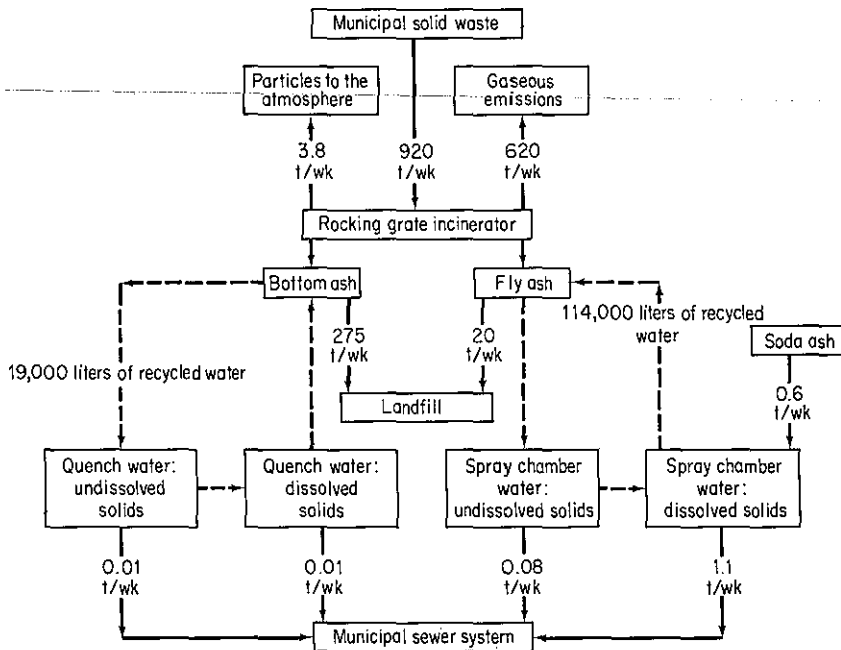 Municipal solid waste
Particles to the
atmosphere
Gaseous
emissions
3.8
t/wk
920
t/wk
620
t/wk
Rocking grate incinerator
Bottom ash
Fly ash
114,000 liters of recycled
water
Soda ash
275
t/wk
20
t/wk
19,000 liters of recycled water
Landfill
0.6
t/wk
Quench water:
undissolved
solids
Quench water:
dissolved
solids
Spray chamber
water:
undissolved solids
Spray chamber
water:
dissolved solids
0.01
t/wk
0.01
t/wk
0.08
t/wk
1.1
t/wk
Municipal sewer system